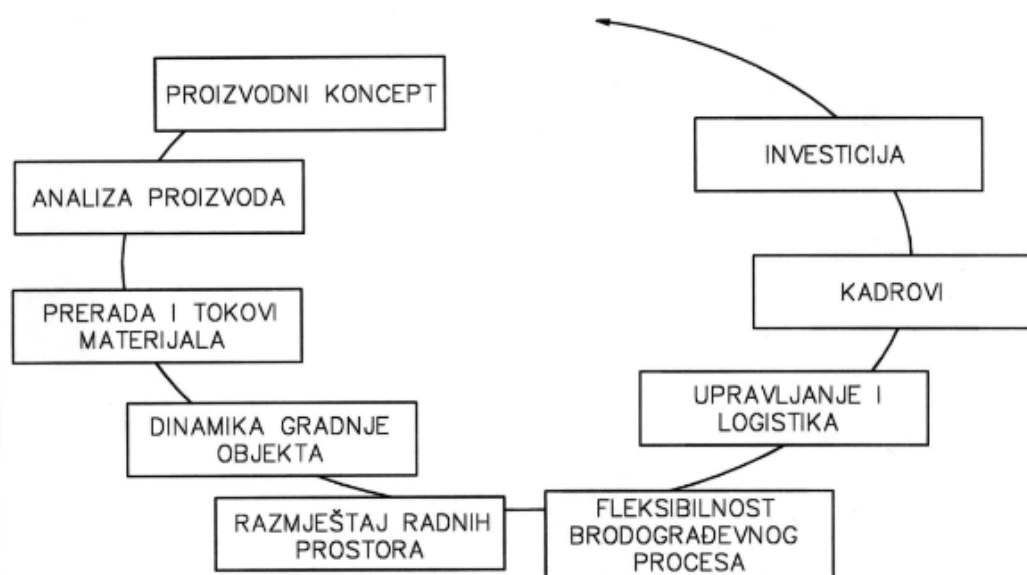 PROIZVODNI KONCEPT
ANALIZA PROIZVODA
PRERADA I TOKOVI
MATERIJALA
DINAMIKA GRADNJE
OBJEKTA
RAZMJEŠTAJ RADNIH
PROSTORA
FLEKSIBILNOST
BRODOGRAĐEVNOG
PROCESA
UPRAVLJANJE I
LOGISTIKA
KADROVI
INVESTICIJA